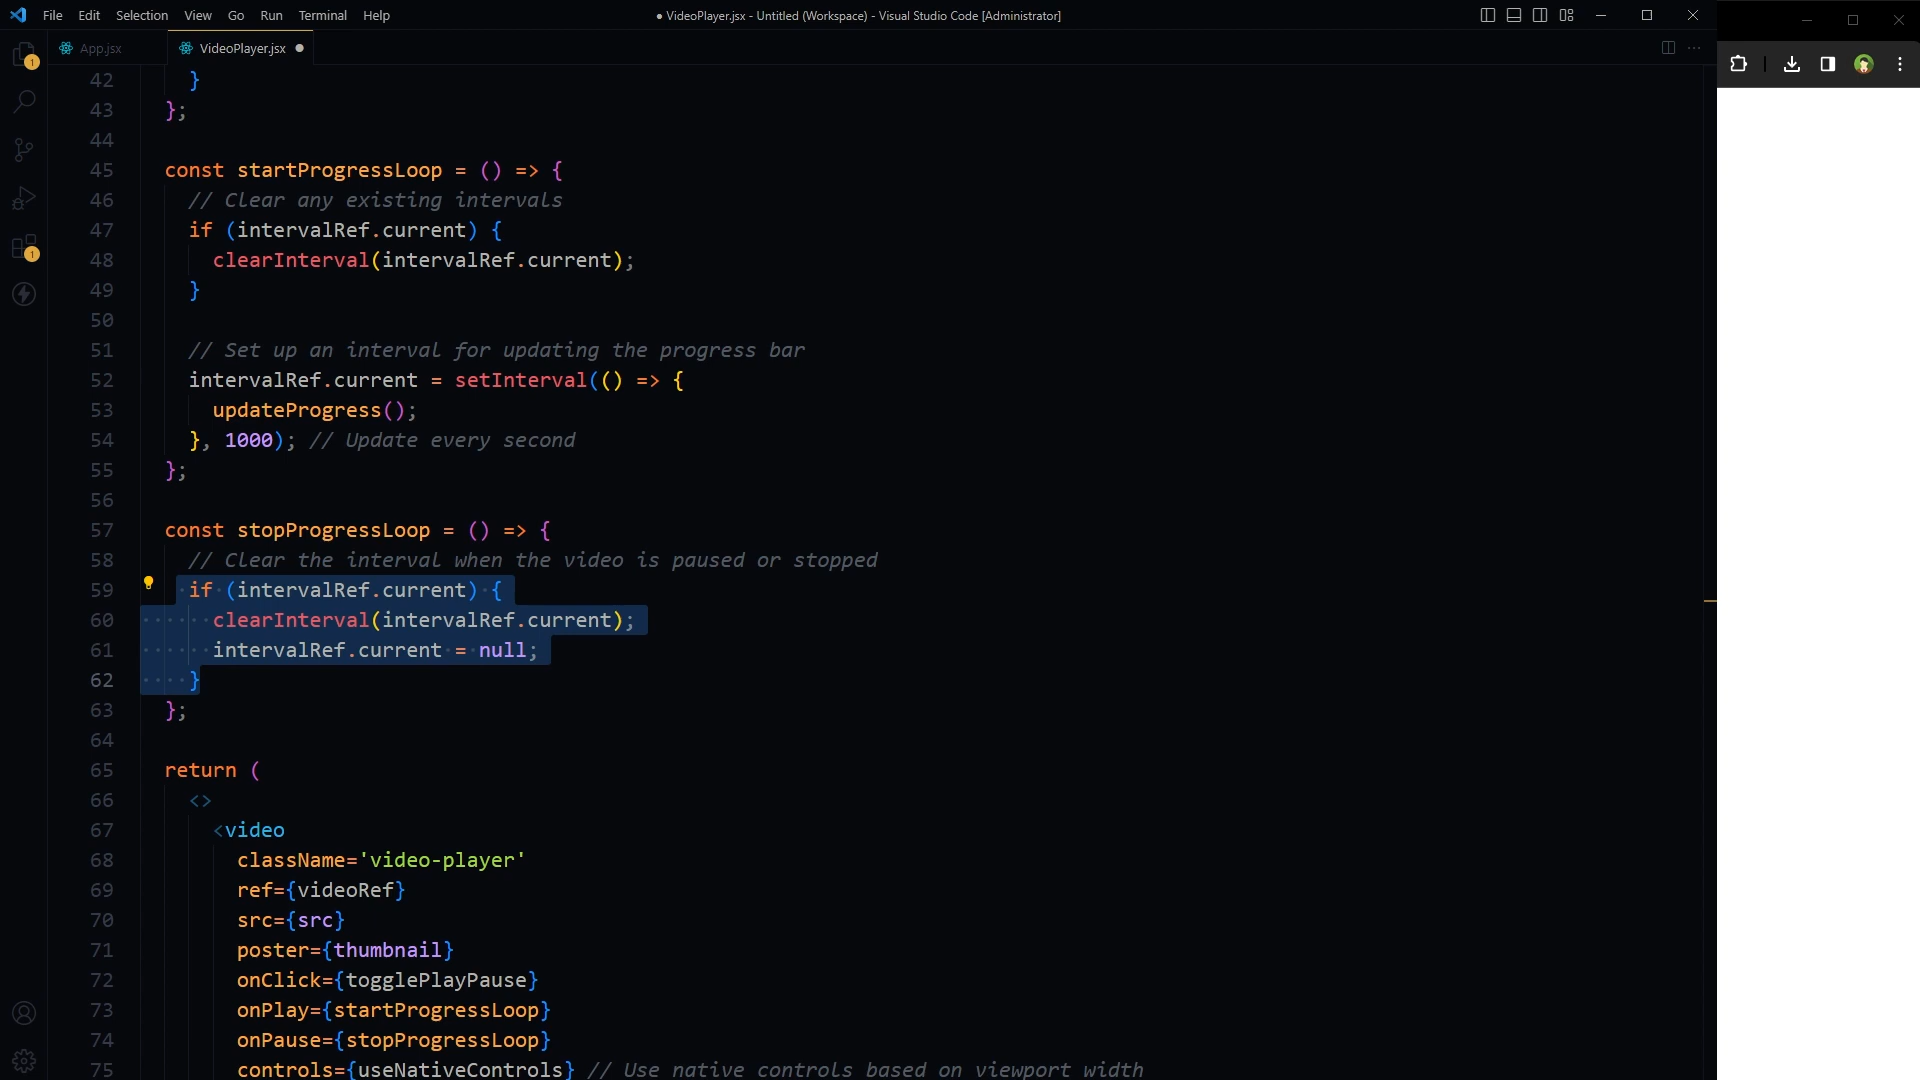 File Edit Selection View Go Run Terminal Help
● VideoPlayer.jsx - Untitled (Workspace) - Visual Studio Code [Administrator]
App.jsx VideoPlayer.jsx ●
1
1
42 }
43 };
44
45 const startProgressLoop = () => {
46 // Clear any existing intervals
47 if (intervalRef.current) {
48 clearInterval(intervalRef.current);
49 }
50
51 // Set up an interval for updating the progress bar
52 intervalRef.current = setInterval(() => {
53 updateProgress();
54 }, 1000); // Update every second
55 };
56
57 const stopProgressLoop = () => {
58 // Clear the interval when the video is paused or stopped
59 if (intervalRef.current) {
60 clearInterval(intervalRef.current);
61 intervalRef.current = null;
62 }
63 };
64
65 return (
66 <>
67 <video
68 className='video-player'
69 ref={videoRef}
70 src={src}
71 poster={thumbnail}
72 onClick={togglePlayPause}
73 onPlay={startProgressLoop}
74 onPause={stopProgressLoop}
75 controls={useNativeControls} // Use native controls based on viewport width